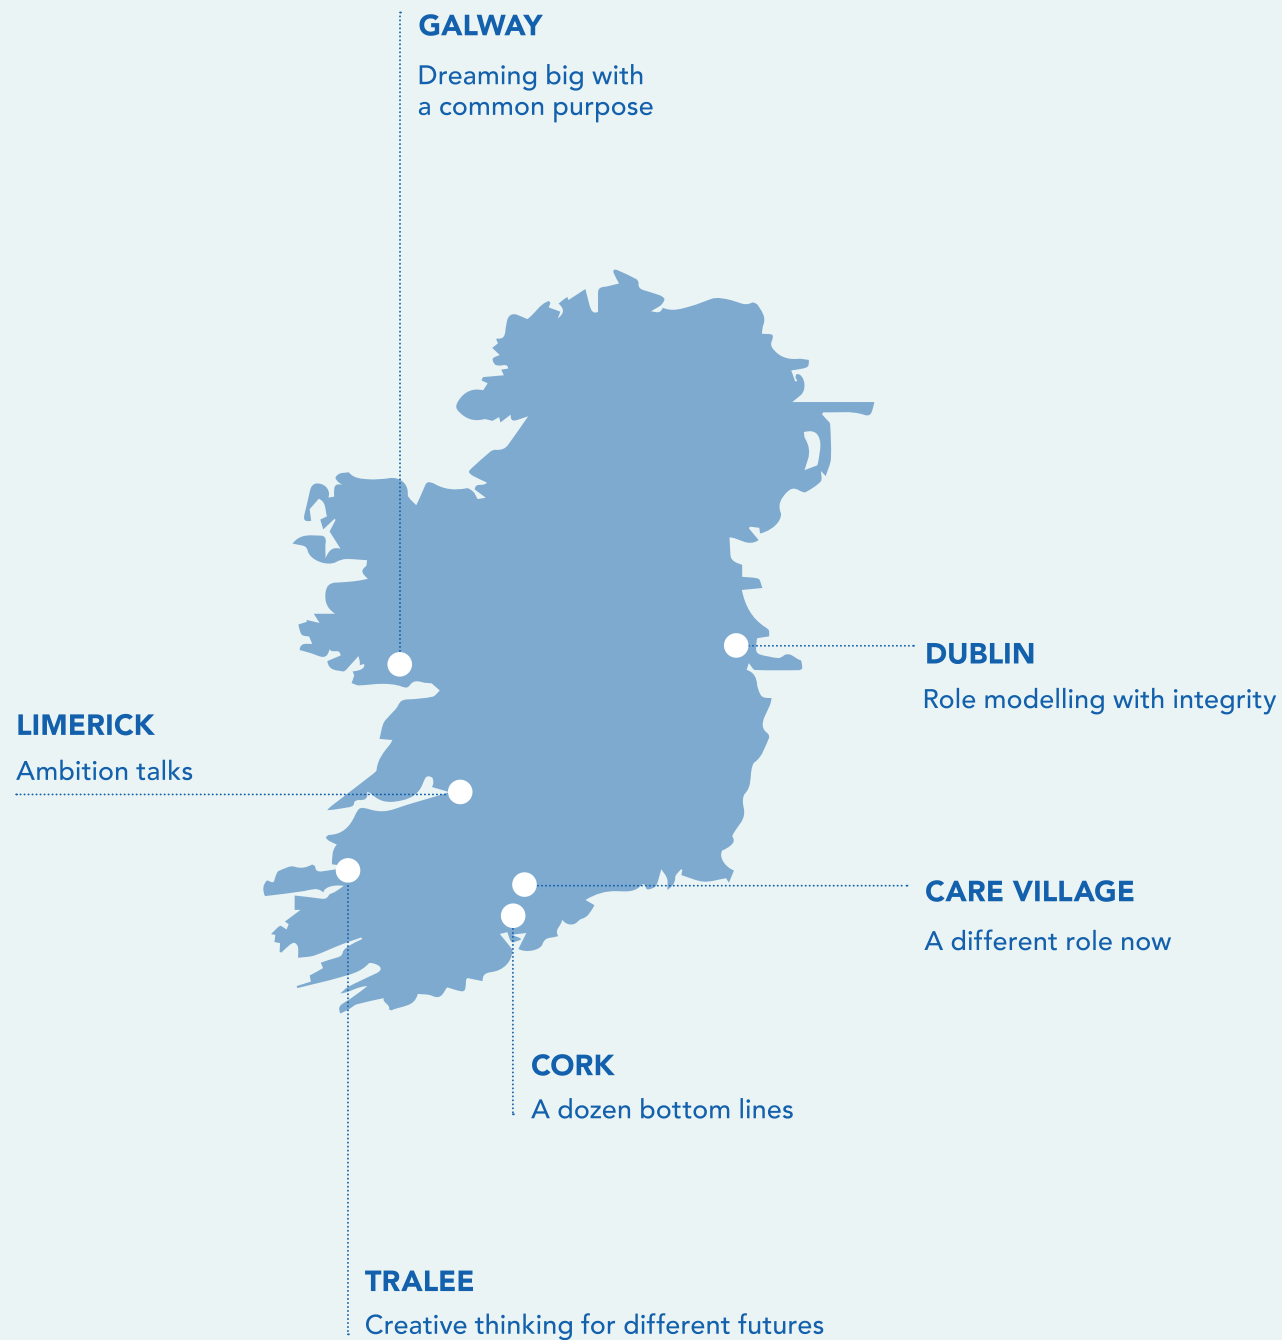 GALWAY
Dreaming big with
a common purpose
DUBLIN
Role modelling with integrity
LIMERICK
Ambition talks
CARE VILLAGE
A different role now
CORK
A dozen bottom lines
TRALEE
Creative thinking for different futures